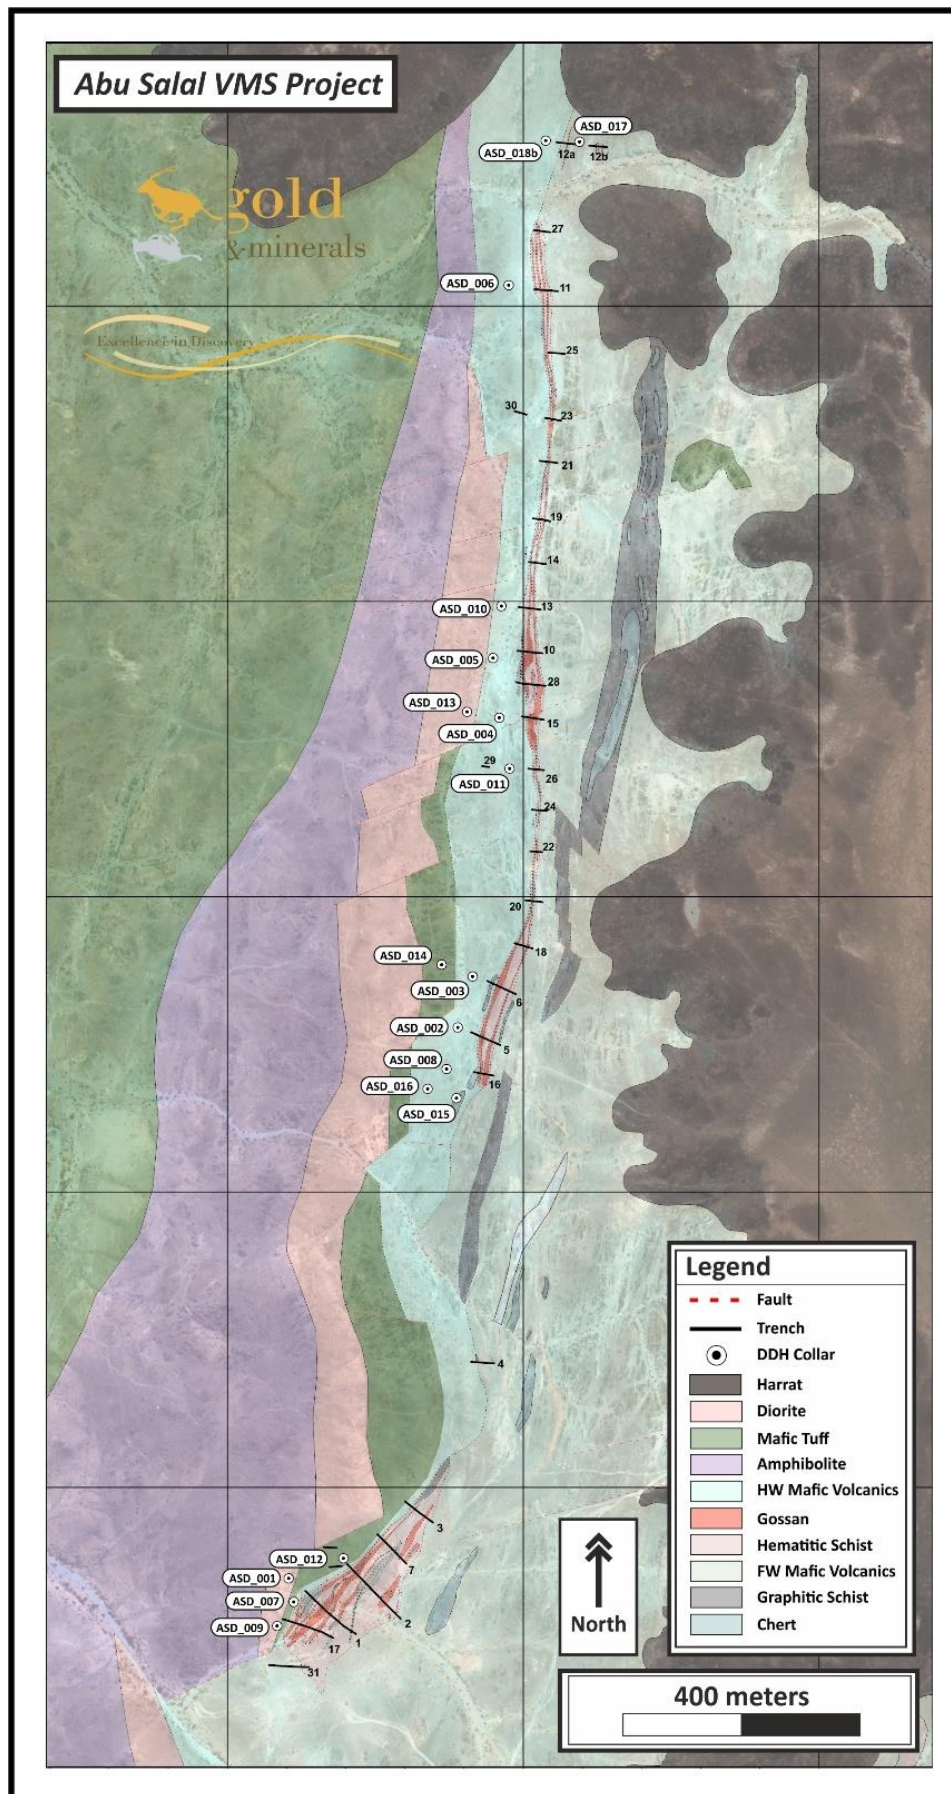 Abu Salal VMS Project
gold
& minerals
Excellence in Discovery
ASD_017
ASD_018b
12a
12b
27
ASD_006
11
25
30
23
21
19
14
ASD_010
13
10
ASD_005
28
ASD_013
15
ASD_004
29
26
ASD_011
24
22
20
18
ASD_014
ASD_003
6
ASD_002
5
ASD_008
16
ASD_016
ASD_015
4
3
ASD_012
7
ASD_001
ASD_007
2
ASD_009
1
17
31
Legend
Fault
Trench
DDH Collar
Harrat
Diorite
Mafic Tuff
Amphibolite
HW Mafic Volcanics
Gossan
Hematitic Schist
FW Mafic Volcanics
Graphitic Schist
Chert
North
400 meters